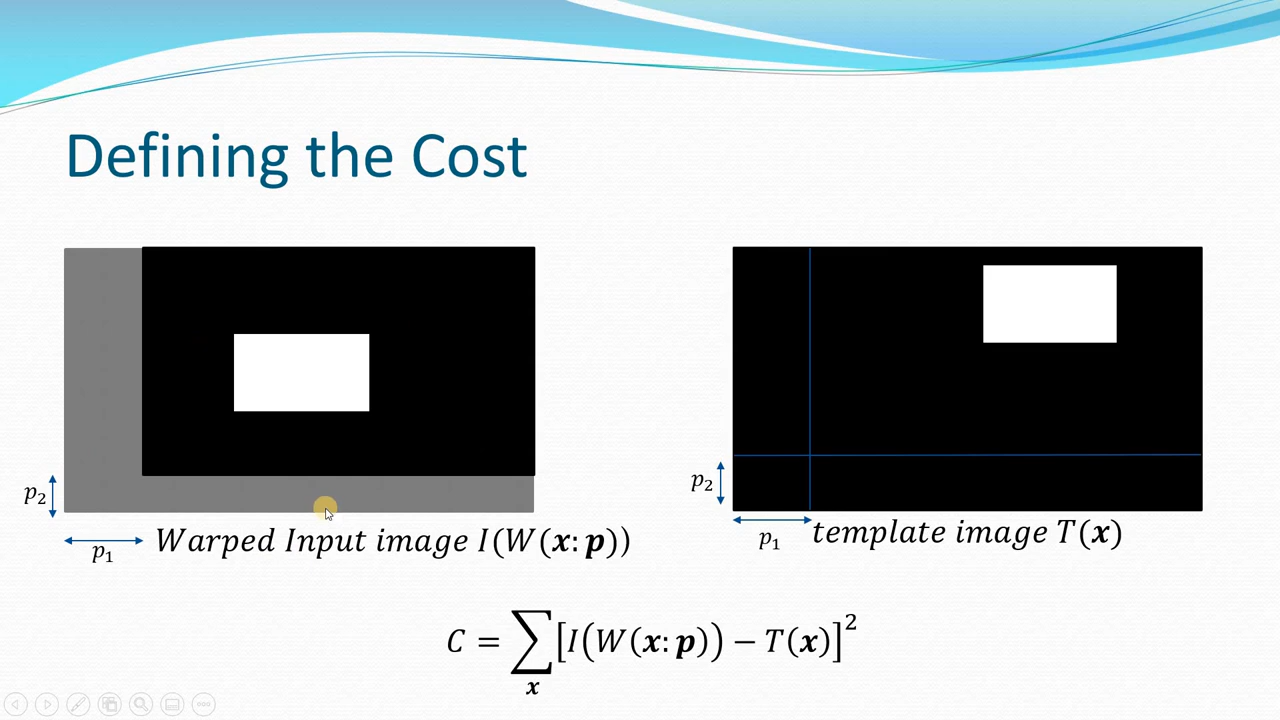 Defining the Cost
p₂
p₁
Warped Input image I(W(x: p))
p₂
p₁
template image T(x)
C = ∑ₓ [I(W(x: p)) − T(x)]²